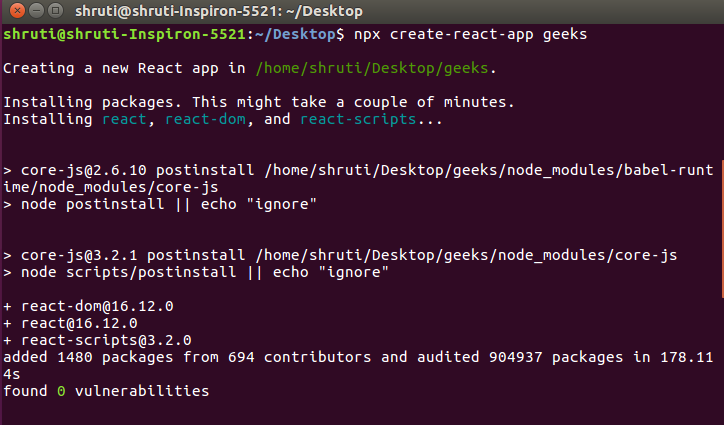 shruti@shruti-Inspiron-5521: ~/Desktop
shruti@shruti-Inspiron-5521:~/Desktop$ npx create-react-app geeks
Creating a new React app in /home/shruti/Desktop/geeks.
Installing packages. This might take a couple of minutes.
Installing react, react-dom, and react-scripts...
> core-js@2.6.10 postinstall /home/shruti/Desktop/geeks/node_modules/babel-runt
ime/node_modules/core-js
> node postinstall || echo "ignore"
> core-js@3.2.1 postinstall /home/shruti/Desktop/geeks/node_modules/core-js
> node scripts/postinstall || echo "ignore"
+ react-dom@16.12.0
+ react@16.12.0
+ react-scripts@3.2.0
added 1480 packages from 694 contributors and audited 904937 packages in 178.11
4s
found 0 vulnerabilities